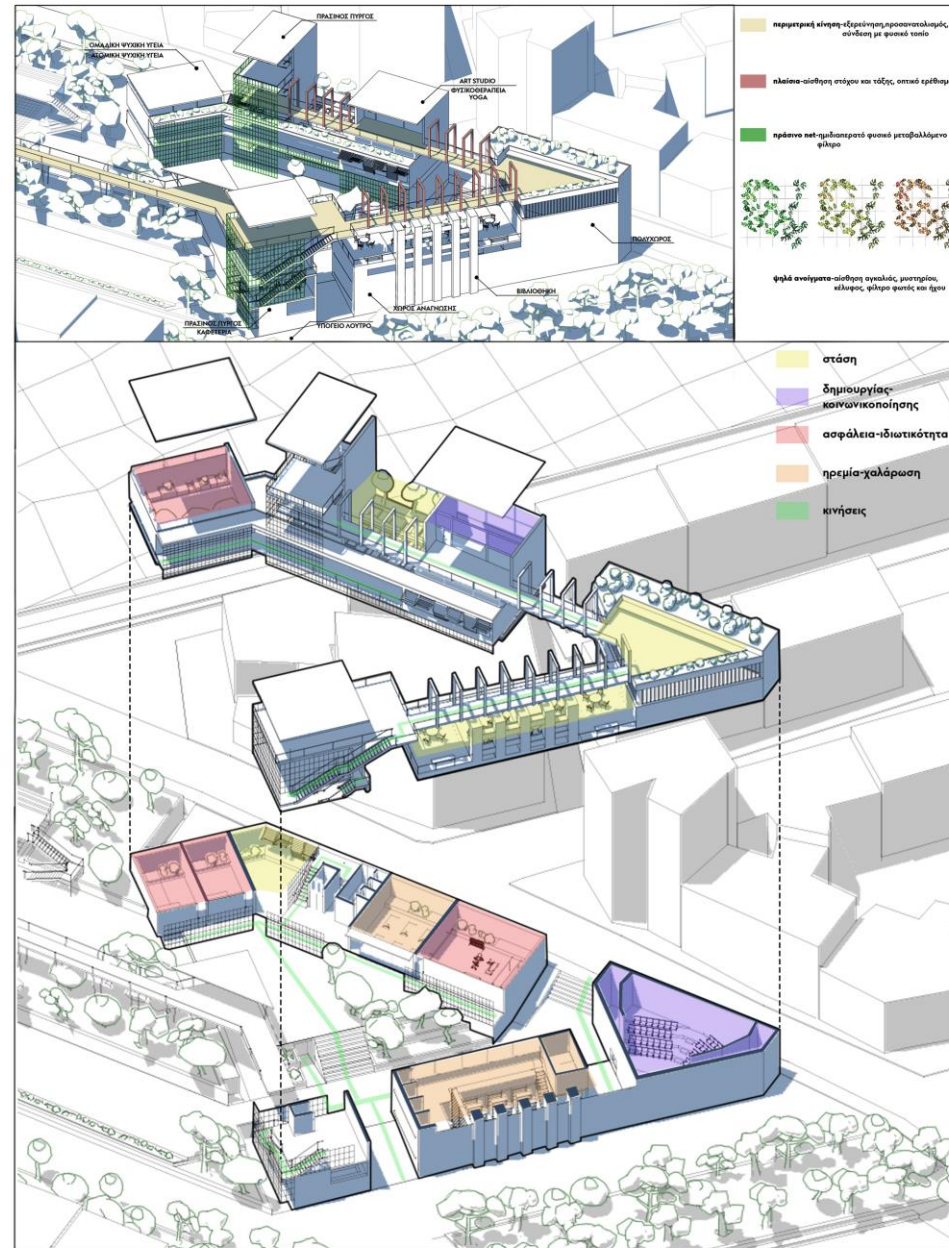 ΠΡΑΣΙΝΟΣ ΠΥΡΓΟΣ
ΟΜΑΔΙΚΗ ΨΥΧΙΚΗ ΥΓΕΙΑ
ΑΤΟΜΙΚΗ ΨΥΧΙΚΗ ΥΓΕΙΑ
ART STUDIO
ΦΥΣΙΚΟΘΕΡΑΠΕΙΑ
YOGA
ΠΟΛΥΧΩΡΟΣ
ΒΙΒΛΙΟΘΗΚΗ
ΧΩΡΟΣ ΑΝΑΓΝΩΣΗΣ
ΠΡΑΣΙΝΟΣ ΠΥΡΓΟΣ
ΚΑΦΕΤΕΡΙΑ
ΥΠΟΓΕΙΟ ΛΟΥΤΡΟ
περιμετρική κίνηση-εξερεύνηση,προσανατολισμός,
σύνδεση με φυσικό τοπίο
πλαίσια-αίσθηση στόχου και τάξης, οπτικό ερέθισμ
πράσινο net-ημιδιαπερατό φυσικό μεταβαλλόμενο
φίλτρο
ψηλά ανοίγματα-αίσθηση αγκαλιάς, μυστηρίου,
κέλυφος, φίλτρο φωτός και ήχου
στάση
δημιουργίας-
κοινωνικοποίησης
ασφάλεια-ιδιωτικότητα
ηρεμία-χαλάρωση
κινήσεις